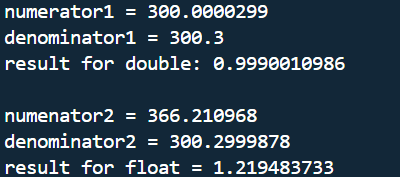 numerator1 = 300.0000299
denominator1 = 300.3
result for double: 0.9990010986
numenator2 = 366.210968
denominator2 = 300.2999878
result for float = 1.219483733